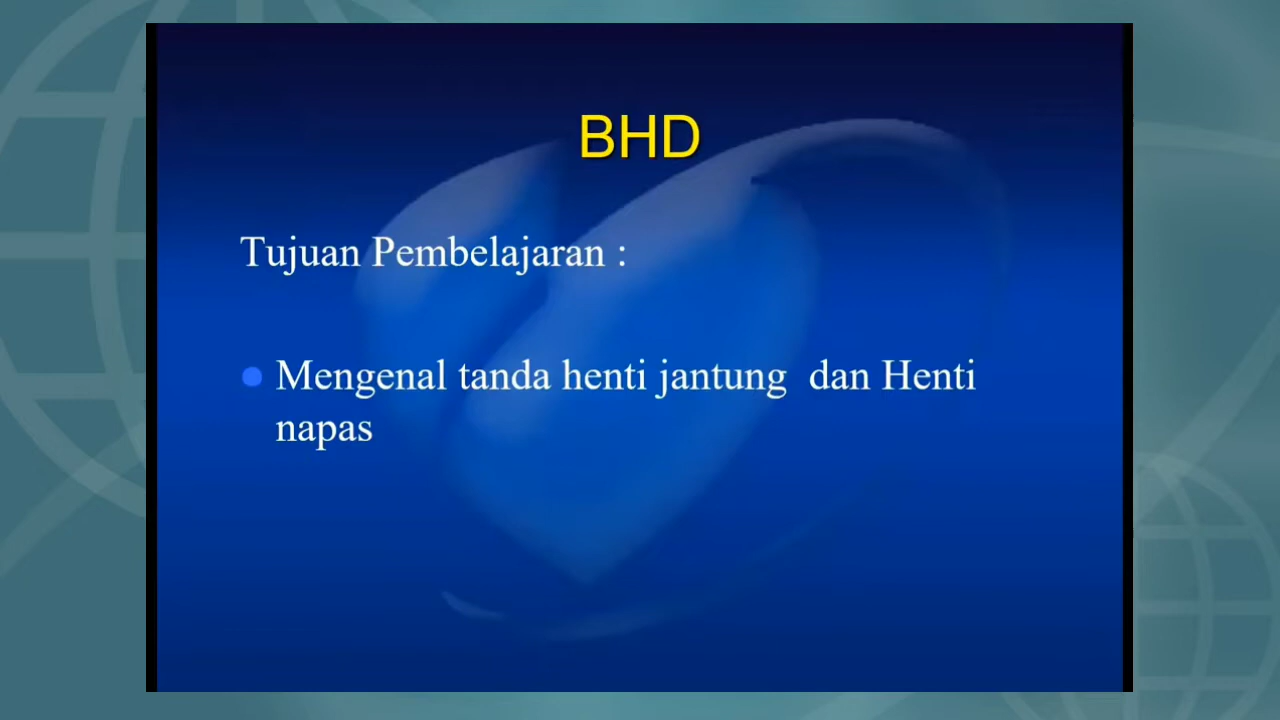 BHD
Tujuan Pembelajaran :
Mengenal tanda henti jantung dan Henti
napas